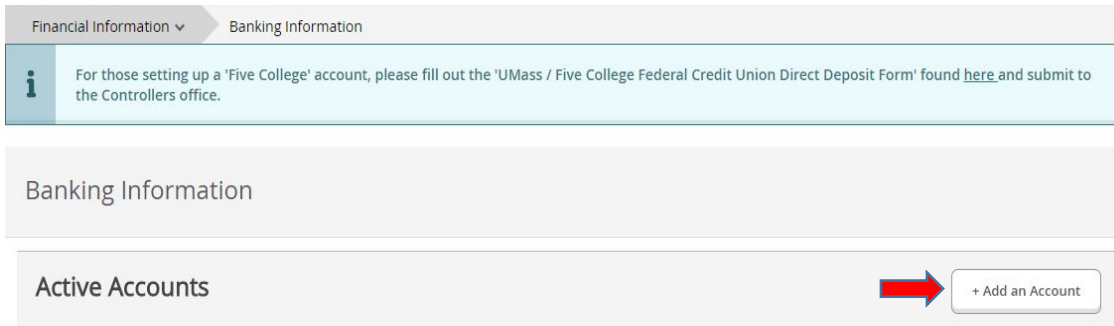 Financial Information Banking Information
i
For those setting up a 'Five College' account, please fill out the 'UMass / Five College Federal Credit Union Direct Deposit Form' found here and submit to
the Controllers office.
Banking Information
Active Accounts
+ Add an Account